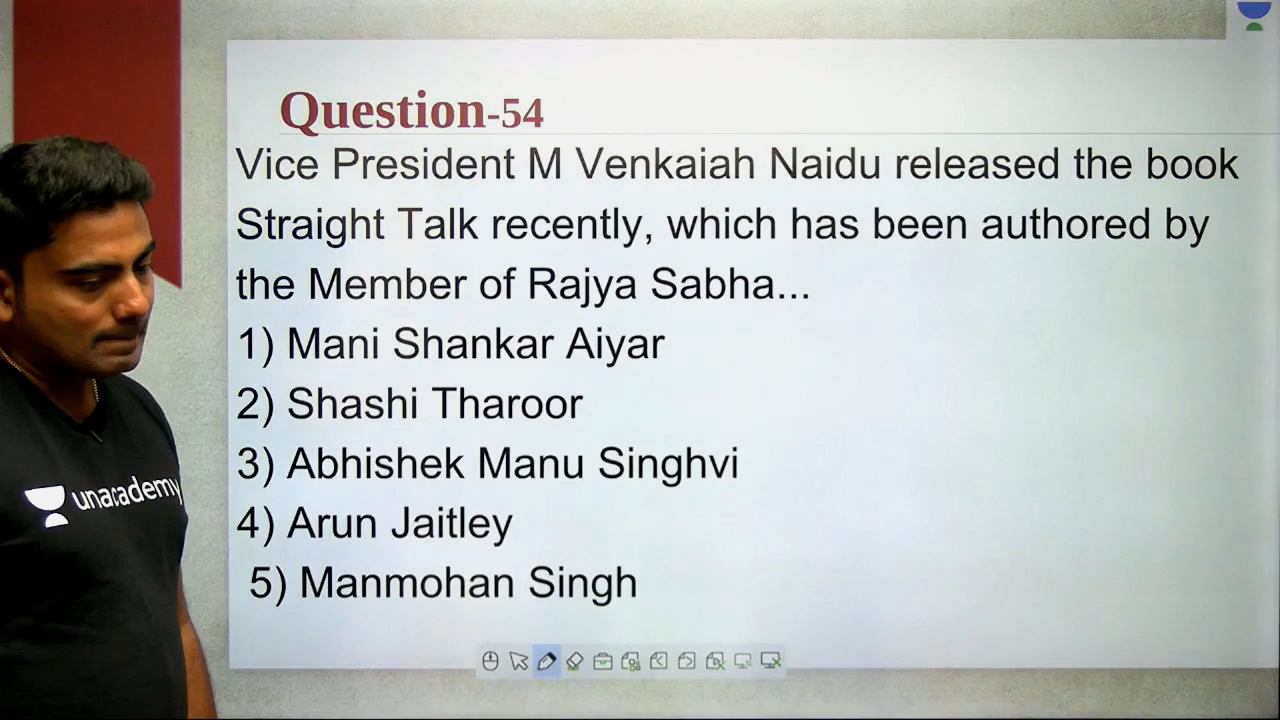 Question-54
Vice President M Venkaiah Naidu released the book
Straight Talk recently, which has been authored by
the Member of Rajya Sabha...
1) Mani Shankar Aiyar
2) Shashi Tharoor
3) Abhishek Manu Singhvi
4) Arun Jaitley
5) Manmohan Singh
unacademy